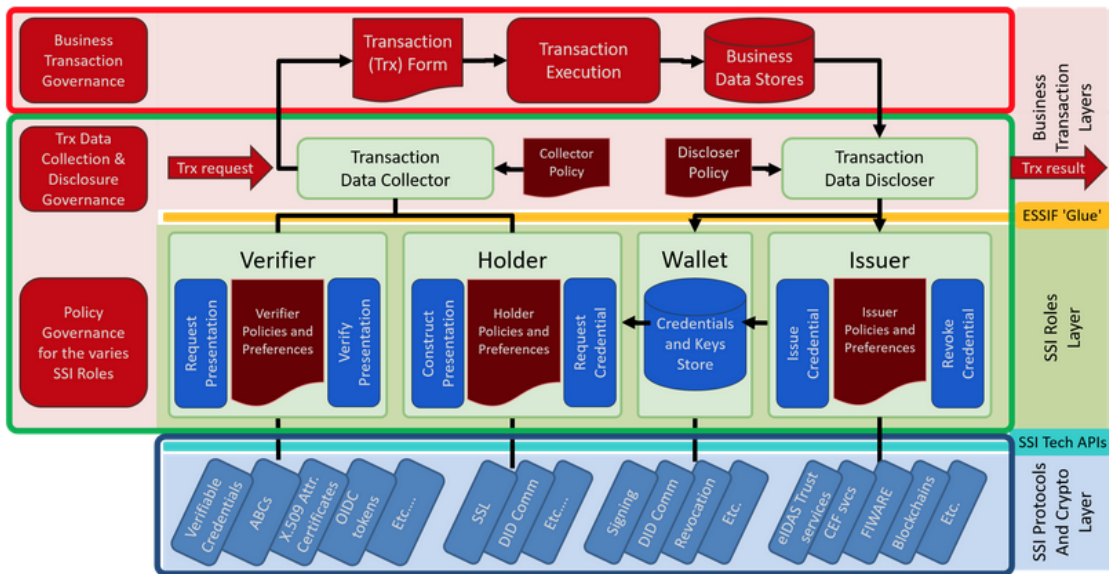 Business
Transaction
Governance
Transaction
(Trx) Form
Transaction
Execution
Business
Data Stores
Business Transaction
Layers
Trx Data
Collection &
Disclosure
Governance
Trx request
Transaction
Data Collector
Collector
Policy
Discloser
Policy
Transaction
Data Discloser
Trx result
ESSIF 'Glue'
Policy
Governance
for the varies
SSI Roles
Verifier
Request
Presentation
Verifier
Policies and
Preferences
Verify
Presentation
Holder
Construct
Presentation
Holder
Policies and
Preferences
Request
Credential
Wallet
Credentials
and Keys
Store
Issuer
Issue
Credential
Issuer
Policies and
Preferences
Revoke
Credential
SSI Roles
Layer
SSI Tech APIs
Verifiable
Credentials
ABCs
X.509 Attr.
Certificates
OIDC
tokens
Etc....
SSL
DID Comm
Etc....
Signing
DID Comm
Revocation
Etc.
eIDAS Trust
services
CEF svcs
FIWARE
Blockchains
Etc.
SSI Protocols
And Crypto
Layer